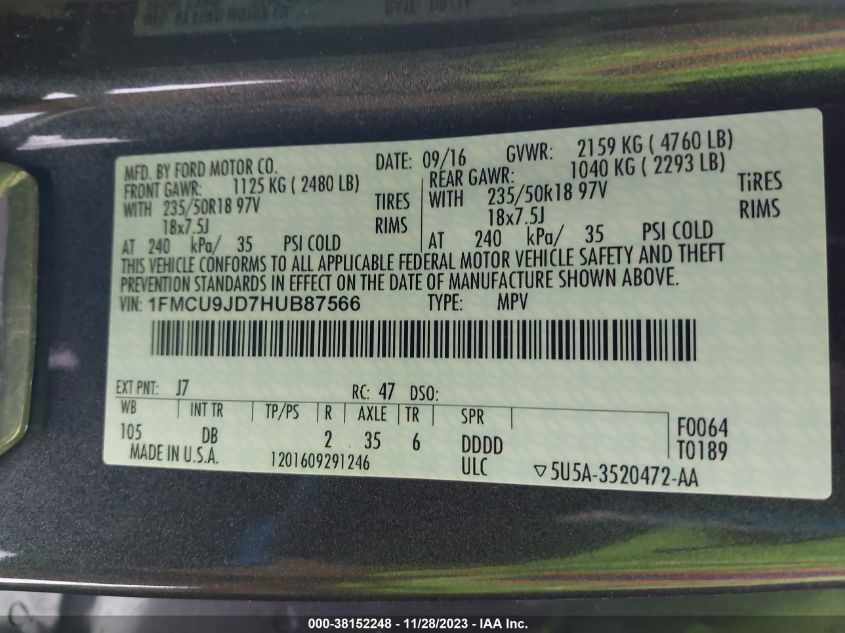 MFD. BY FORD MOTOR CO.
DATE: 09/16 GVWR: 2159 KG ( 4760 LB)
FRONT GAWR: 1125 KG ( 2480 LB)
REAR GAWR: 1040 KG ( 2293 LB)
WITH 235/50R18 97V TIRES
WITH 235/50R18 97V TiRES
18x7.5J RIMS
18x7.5J RIMS
AT 240 kPa/ 35 PSI COLD
AT 240 kPa/ 35 PSI COLD
THIS VEHICLE CONFORMS TO ALL APPLICABLE FEDERAL MOTOR VEHICLE SAFETY AND THEFT
PREVENTION STANDARDS IN EFFECT ON THE DATE OF MANUFACTURE SHOWN ABOVE.
VIN: 1FMCU9JD7HUB87566 TYPE: MPV
EXT PNT: J7 RC: 47 DSO:
WB INT TR TP/PS R AXLE TR SPR
105 DB 2 35 6 DDDD F0064
MADE IN U.S.A. 1201609291246 ULC T0189
▽5U5A-3520472-AA
000-38152248 - 11/28/2023 - IAA Inc.